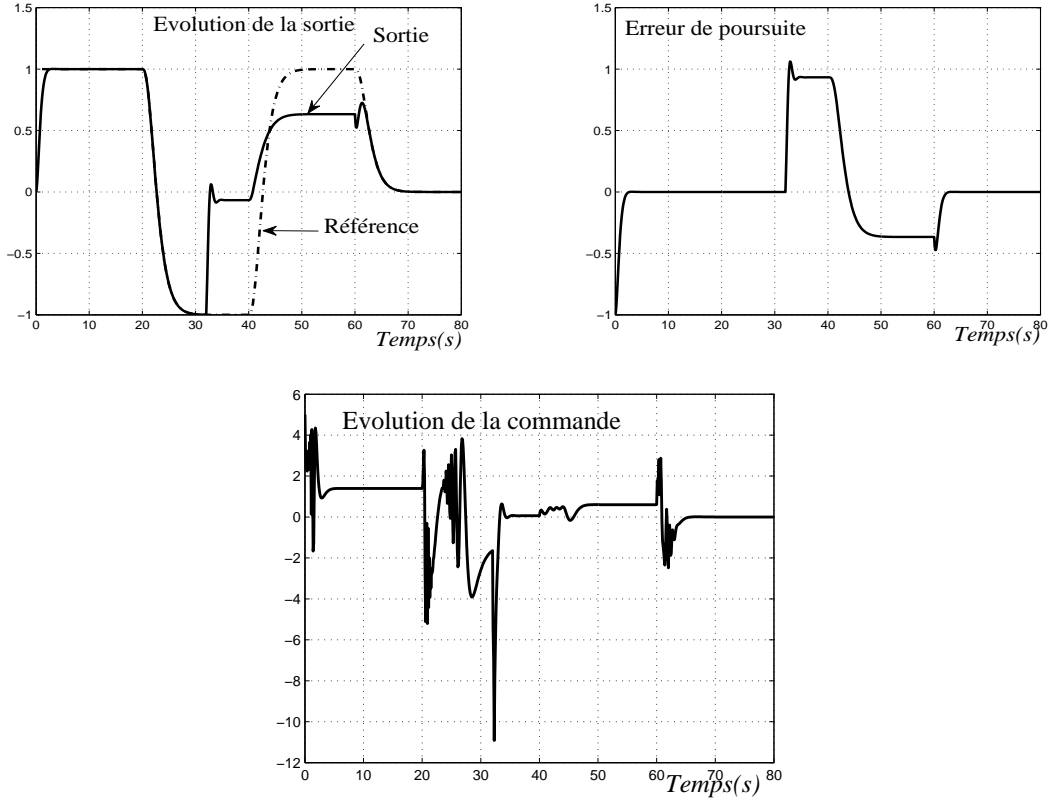 Evolution de la sortie
Sortie
Référence
1.5
1
0.5
0
−0.5
−1
0 10 20 30 40 50 60 70 80
Temps(s)
Erreur de poursuite
1.5
1
0.5
0
−0.5
−1
0 10 20 30 40 50 60 70 80
Temps(s)
Evolution de la commande
6
4
2
0
−2
−4
−6
−8
−10
−12
0 10 20 30 40 50 60 70 80
Temps(s)